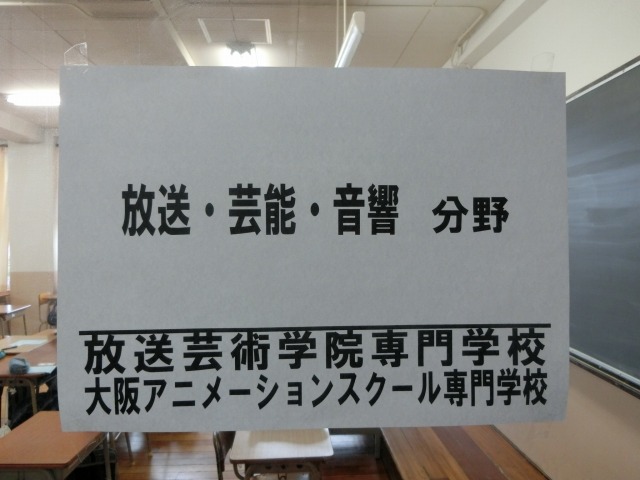 放送・芸能・音響　分野
放送芸術学院専門学校
大阪アニメーションスクール専門学校